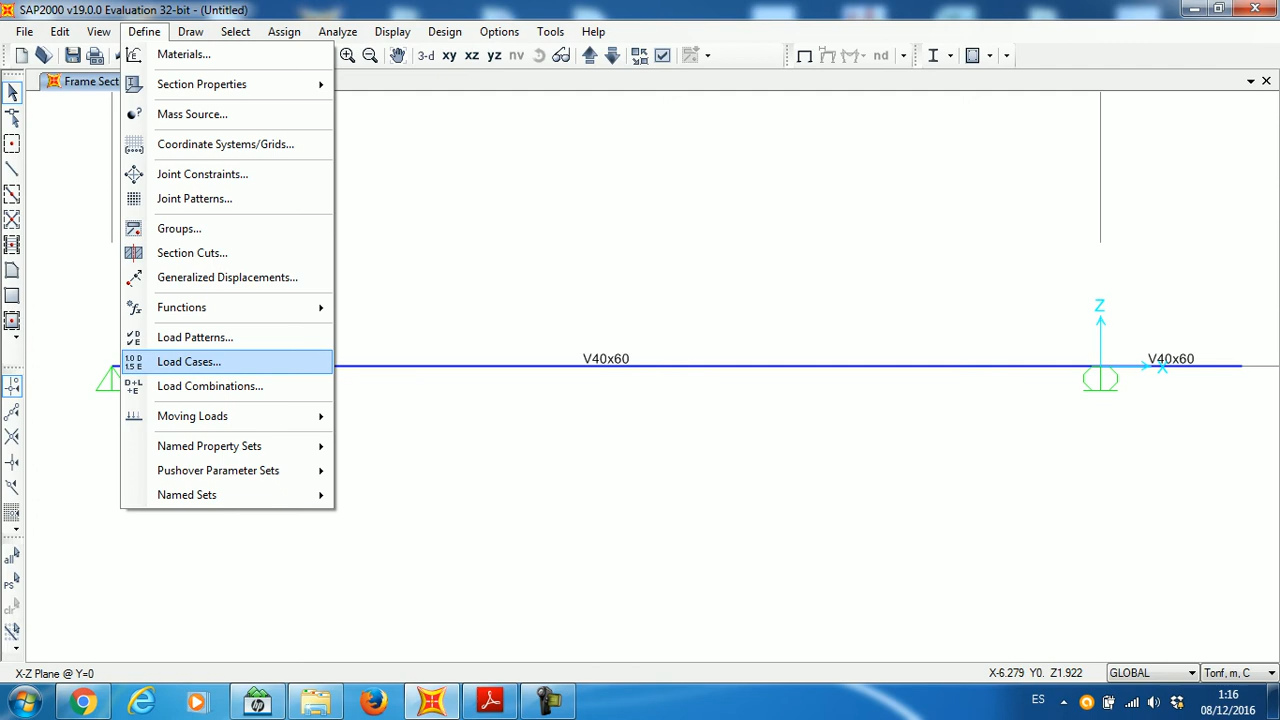 SAP2000 v19.0.0 Evaluation 32-bit - (Untitled)
File Edit View Define Draw Select Assign Analyze Display Design Options Tools Help
3-d xy xz yz nv nd
Frame Sect
Materials...
Section Properties
Mass Source...
Coordinate Systems/Grids...
Joint Constraints...
Joint Patterns...
Groups...
Section Cuts...
Generalized Displacements...
Functions
Load Patterns...
Load Cases...
Load Combinations...
Moving Loads
Named Property Sets
Pushover Parameter Sets
Named Sets
Z
V40x60
V40x60
X
all
PS
clr
X-Z Plane @ Y=0
X-6.279 Y0. Z1.922
GLOBAL
Tonf, m, C
ES
1:16
08/12/2016